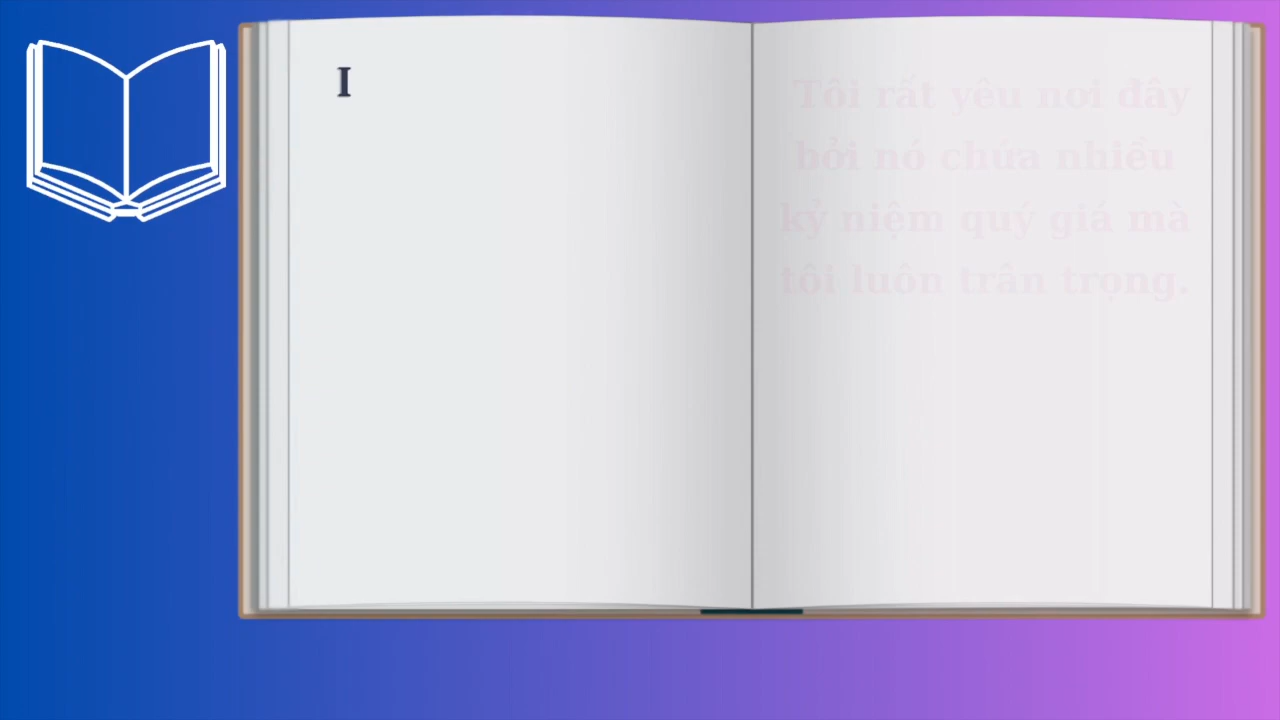 I
Tôi rất yêu nơi đây
bởi nó chứa nhiều
kỷ niệm quý giá mà
tôi luôn trân trọng.